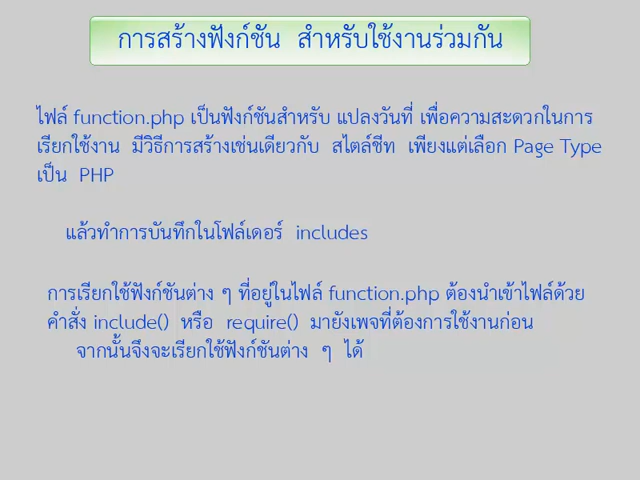 การสร้างฟังก์ชัน สำหรับใช้งานร่วมกัน
ไฟล์ function.php เป็นฟังก์ชันสำหรับ แปลงวันที่ เพื่อความสะดวกในการ
เรียกใช้งาน มีวิธีการสร้างเช่นเดียวกับ สไตล์ชีท เพียงแต่เลือก Page Type
เป็น PHP
แล้วทำการบันทึกในโฟล์เดอร์ includes
การเรียกใช้ฟังก์ชันต่าง ๆ ที่อยู่ในไฟล์ function.php ต้องนำเข้าไฟล์ด้วย
คำสั่ง include() หรือ require() มายังเพจที่ต้องการใช้งานก่อน
จากนั้นจึงจะเรียกใช้ฟังก์ชันต่าง ๆ ได้